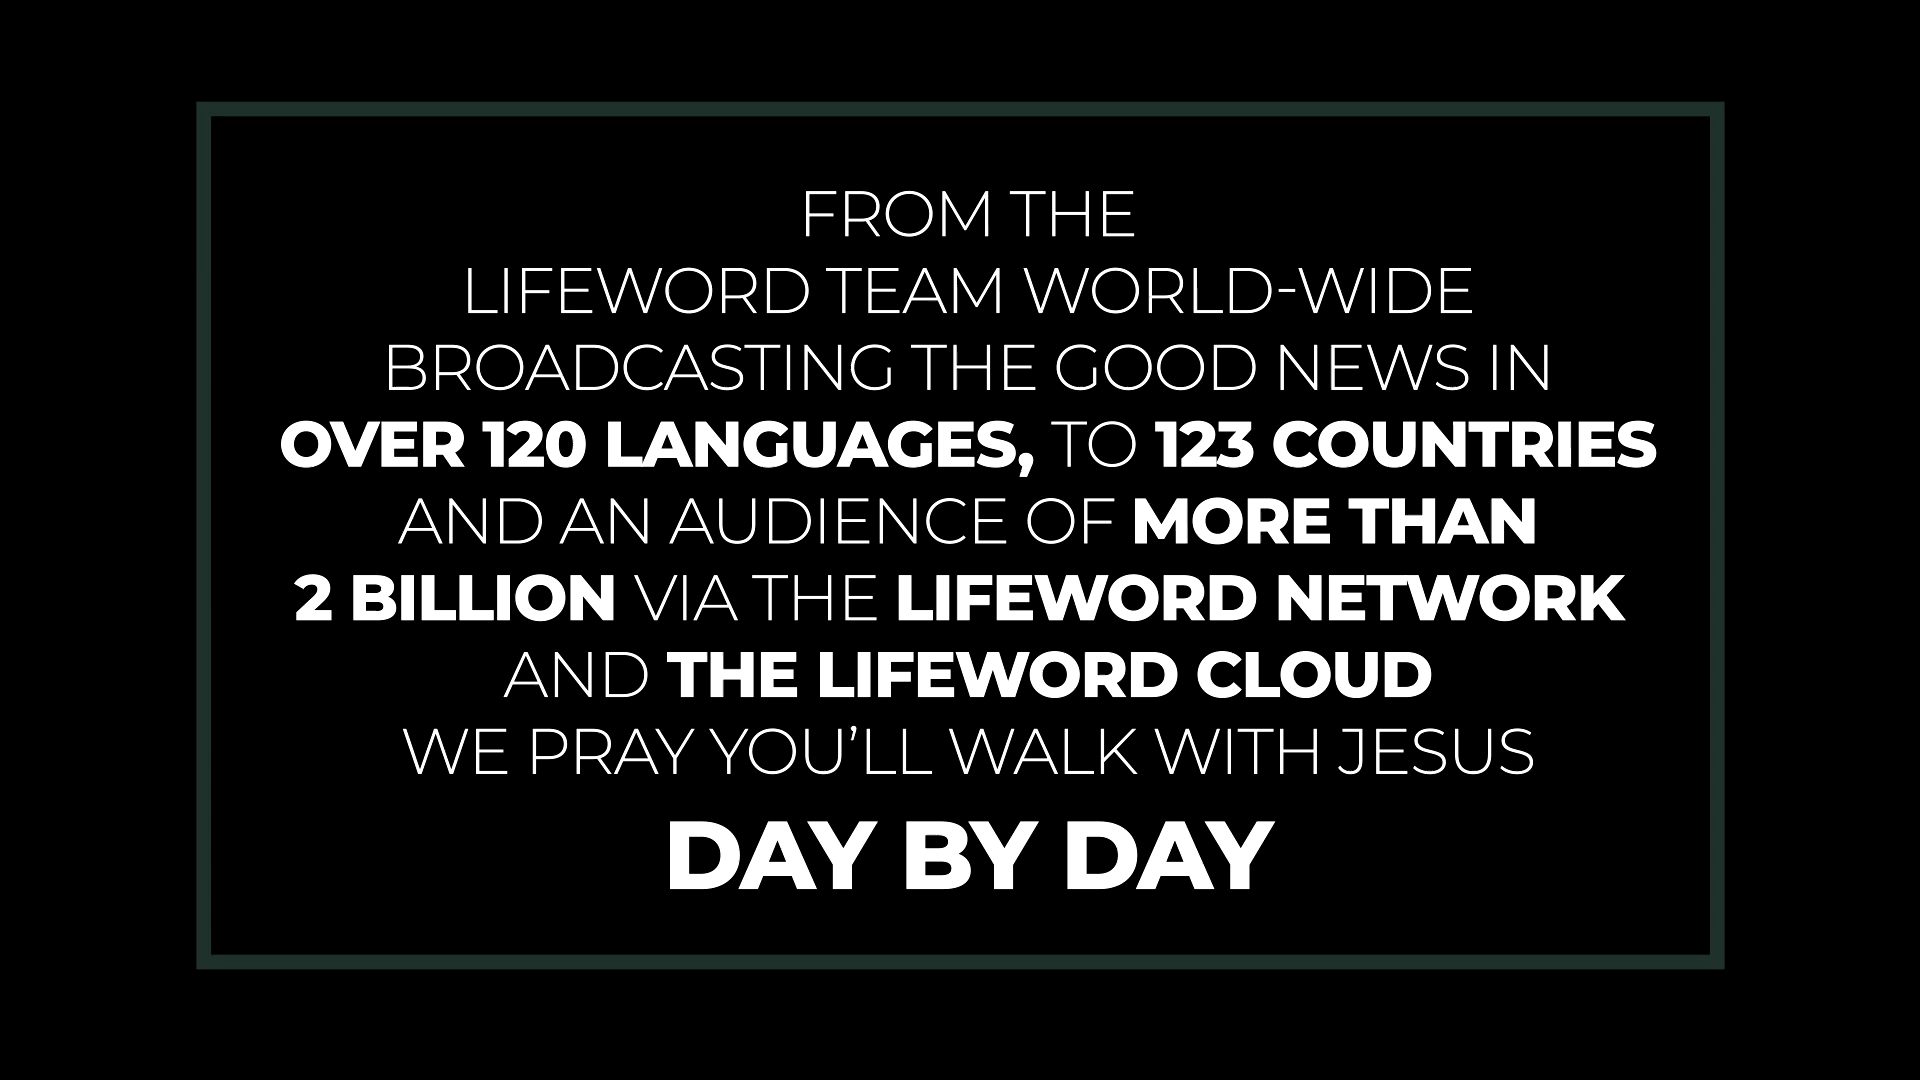 FROM THE
LIFEWORD TEAM WORLD-WIDE
BROADCASTING THE GOOD NEWS IN
OVER 120 LANGUAGES, TO 123 COUNTRIES
AND AN AUDIENCE OF MORE THAN
2 BILLION VIA THE LIFEWORD NETWORK
AND THE LIFEWORD CLOUD
WE PRAY YOU’LL WALK WITH JESUS
DAY BY DAY